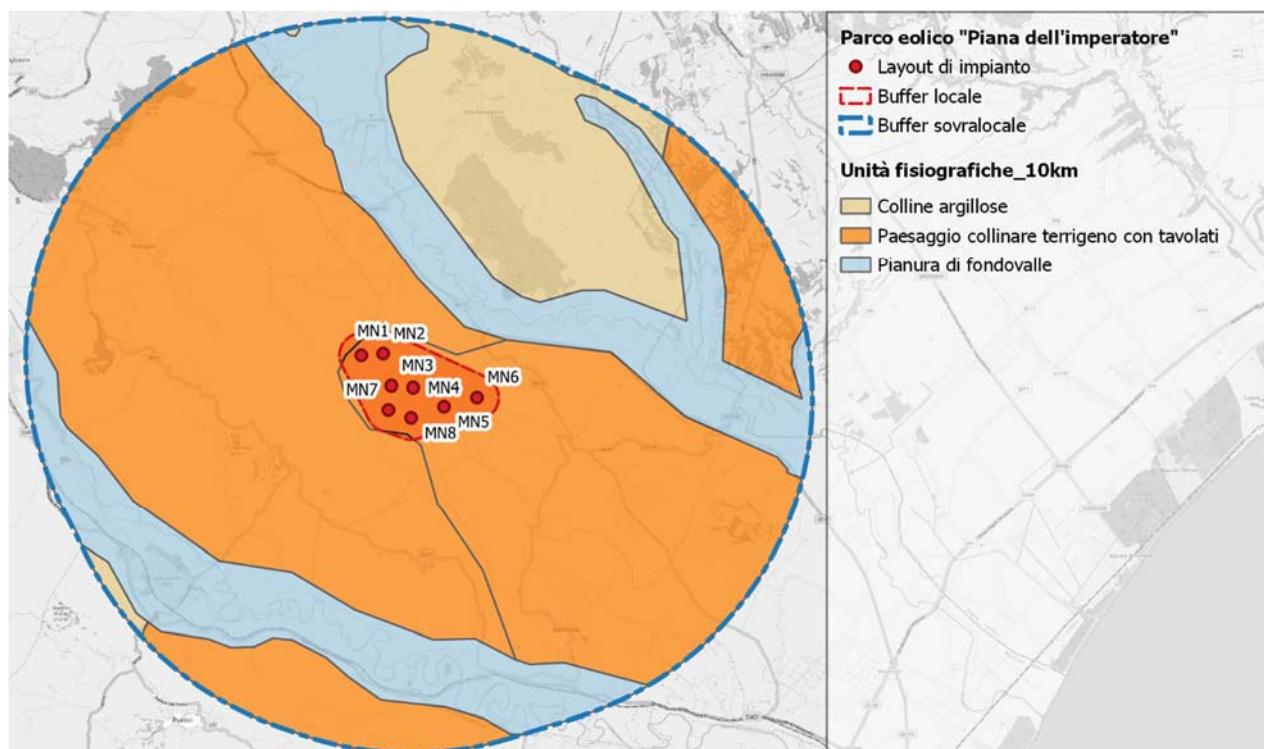 Parco eolico "Piana dell'imperatore"
Layout di impianto
Buffer locale
Buffer sovralocale
Unità fisiografiche_10km
Colline argillose
Paesaggio collinare terrigeno con tavolati
Pianura di fondovalle
MN1
MN2
MN3
MN7
MN4
MN6
MN5
MN8